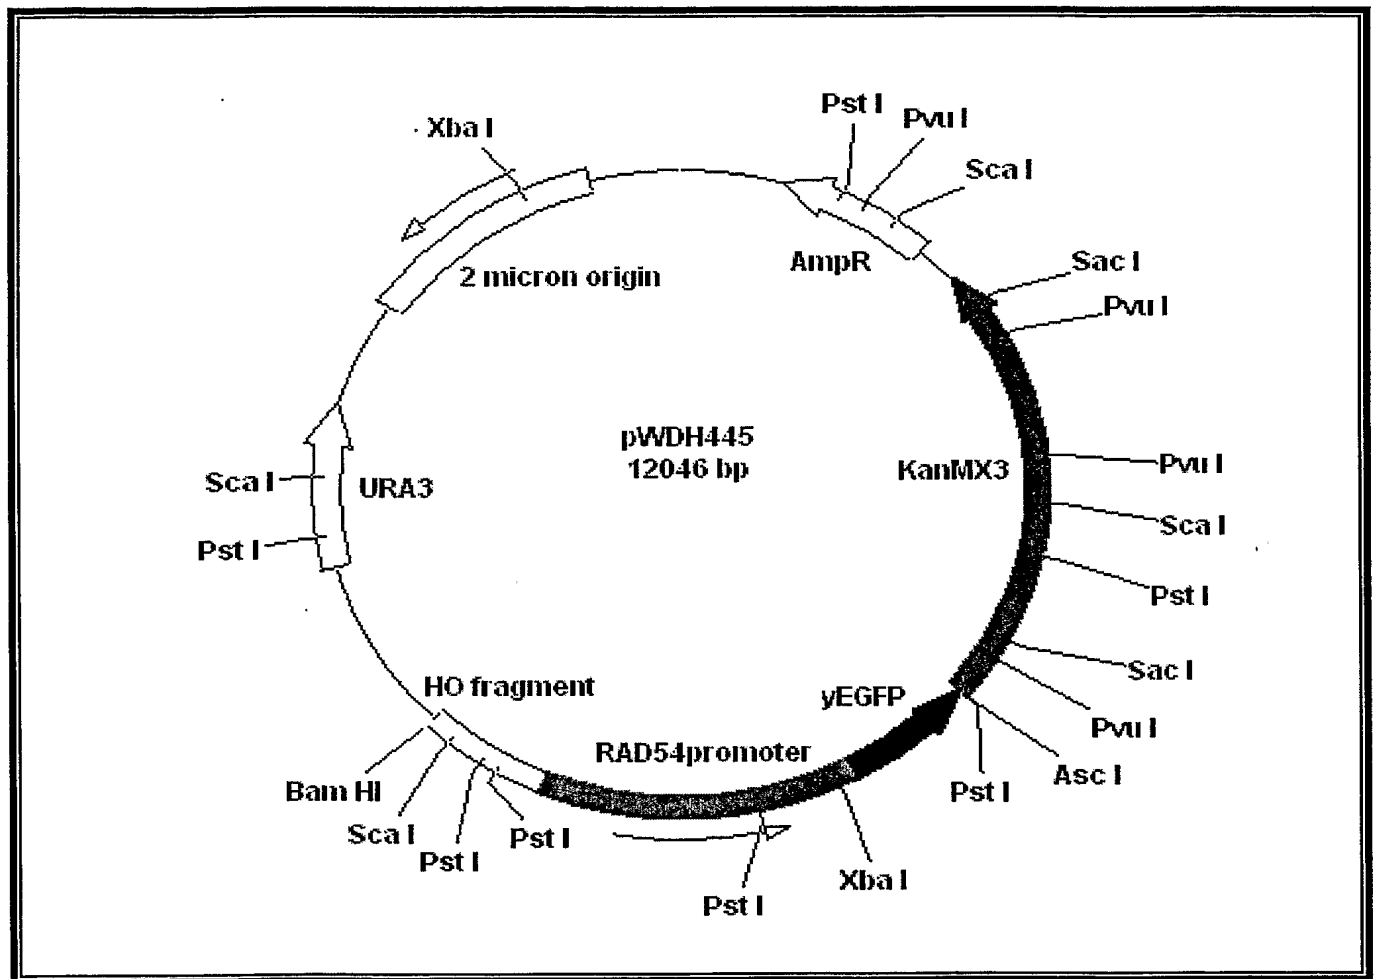 Pst I
Pvu I
Xba I
Sca I
AmpR
Sac I
2 micron origin
Pvu I
pWDH445
12046 bp
KanMX3
Pvu I
Sca I
URA3
Sca I
Pst I
Pst I
Sac I
HO fragment
yEGFP
Pvu I
RAD54promoter
Asc I
Bam HI
Pst I
Sca I
Pst I
Pst I
Xba I
Pst I